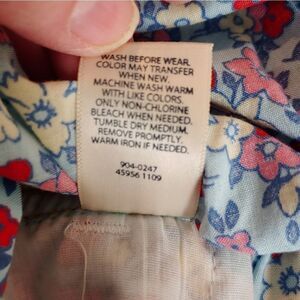 WASH BEFORE WEAR.
COLOR MAY TRANSFER
WHEN NEW.
MACHINE WASH WARM
WITH LIKE COLORS.
ONLY NON-CHLORINE
BLEACH WHEN NEEDED.
TUMBLE DRY MEDIUM.
REMOVE PROMPTLY.
WARM IRON IF NEEDED.
904-0247
45956 1109